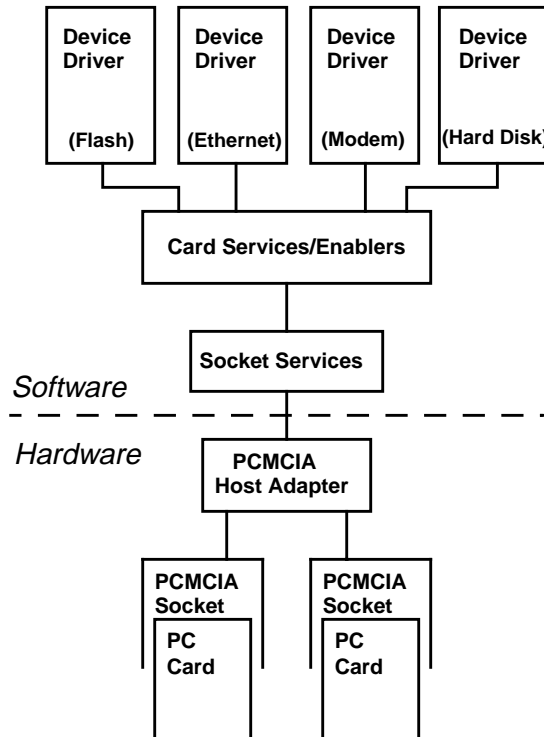 Device
Driver
(Flash)
Device
Driver
(Ethernet)
Device
Driver
(Modem)
Device
Driver
(Hard Disk)
Card Services/Enablers
Socket Services
Software
Hardware
PCMCIA
Host Adapter
PCMCIA
Socket
PC
Card
PCMCIA
Socket
PC
Card